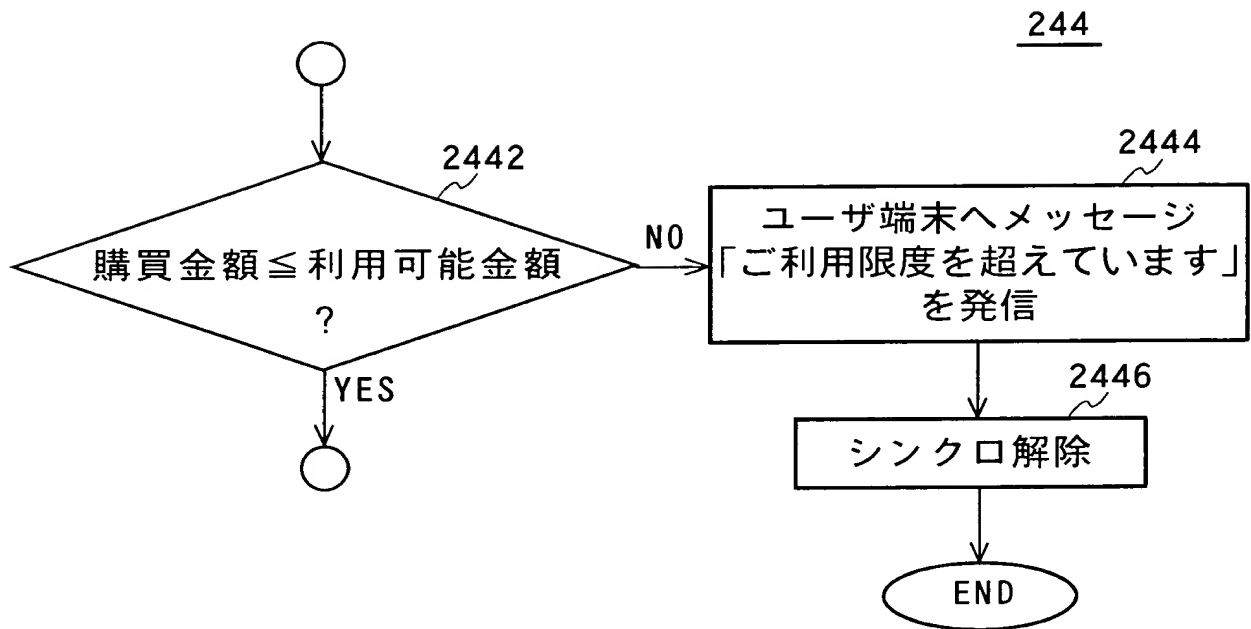 244
2442
購買金額≦利用可能金額
?
YES
NO
2444
ユーザ端末へメッセージ
「ご利用限度を超えています」
を発信
2446
シンクロ解除
END